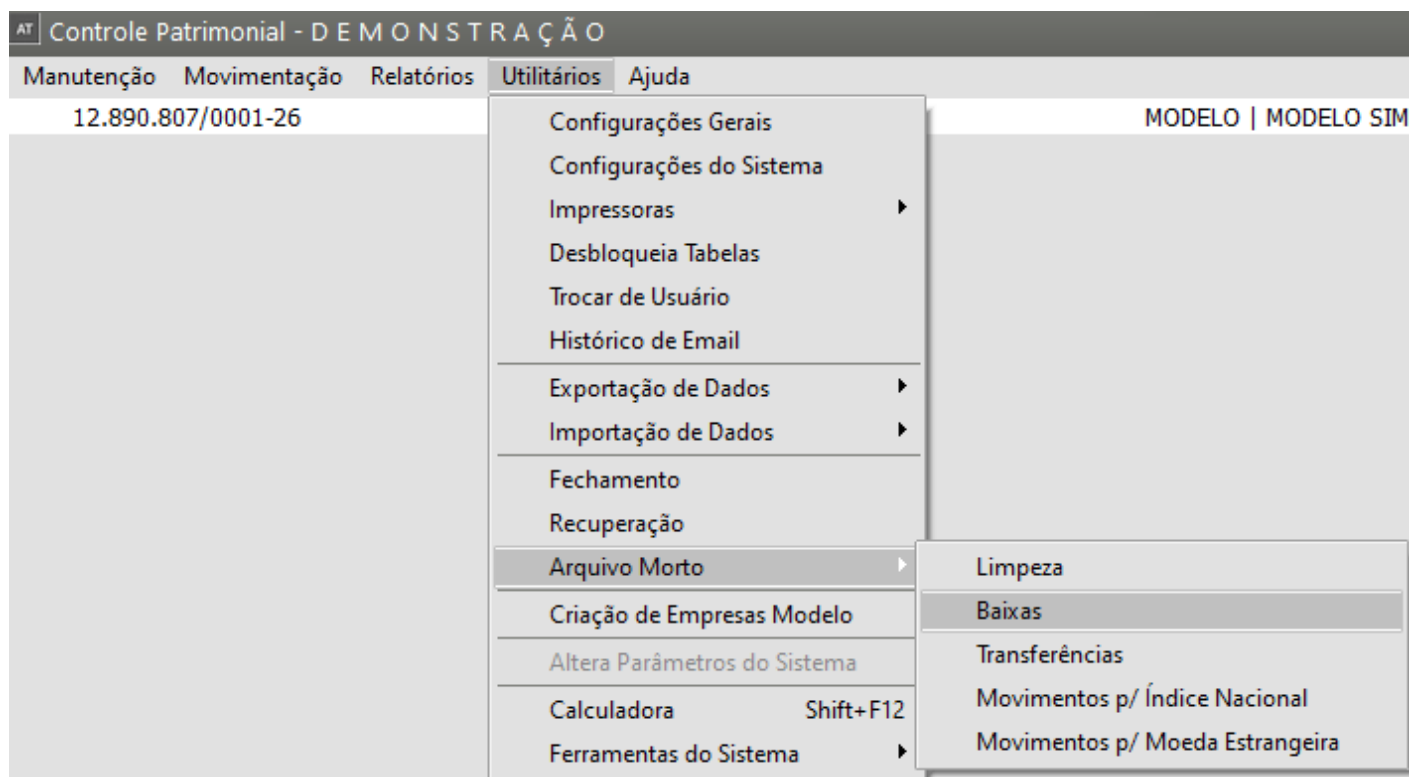 AT Controle Patrimonial - D E M O N S T R A Ç Ã O
Manutenção Movimentação Relatórios Utilitários Ajuda
12.890.807/0001-26 MODELO | MODELO SIM
Configurações Gerais
Configurações do Sistema
Impressoras
Desbloqueia Tabelas
Trocar de Usuário
Histórico de Email
Exportação de Dados
Importação de Dados
Fechamento
Recuperação
Arquivo Morto
Criação de Empresas Modelo
Altera Parâmetros do Sistema
Calculadora Shift+F12
Ferramentas do Sistema
Limpeza
Baixas
Transferências
Movimentos p/ Índice Nacional
Movimentos p/ Moeda Estrangeira